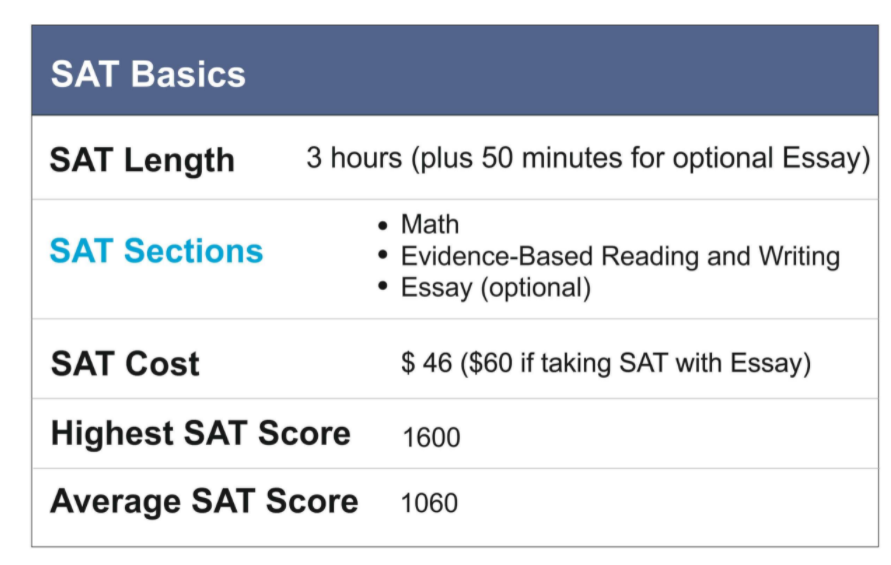 SAT Basics
SAT Length 3 hours (plus 50 minutes for optional Essay)
SAT Sections
• Math
• Evidence-Based Reading and Writing
• Essay (optional)
SAT Cost $ 46 ($60 if taking SAT with Essay)
Highest SAT Score 1600
Average SAT Score 1060